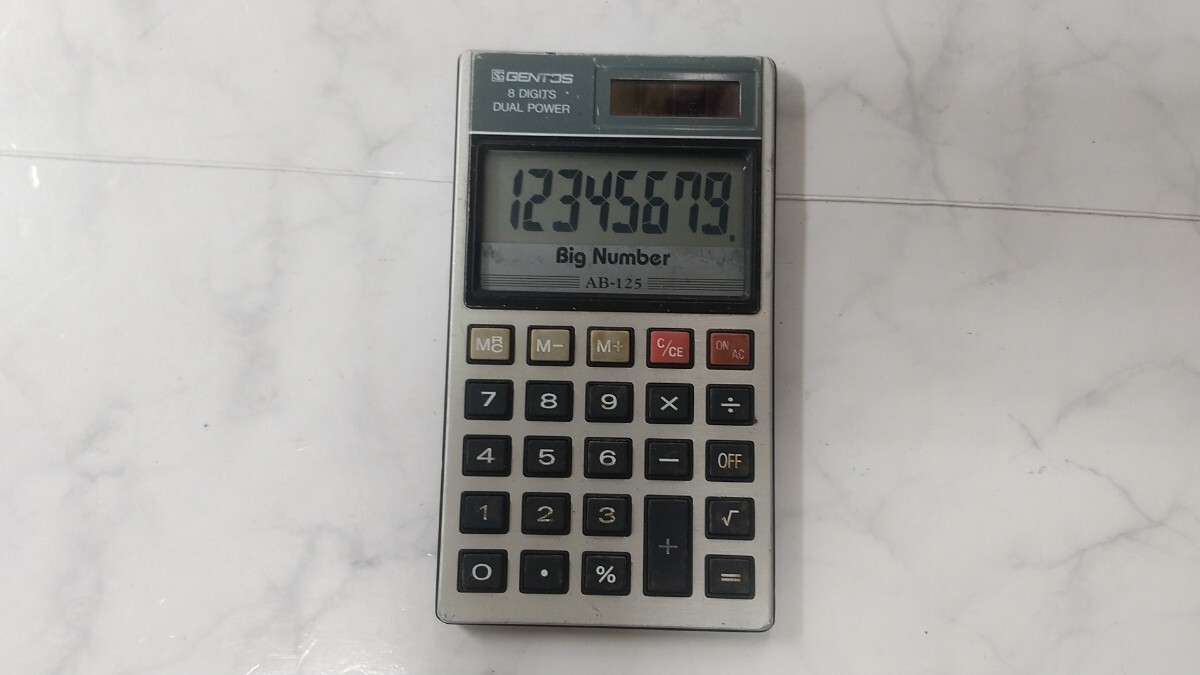 SG GENTOS
8 DIGITS
DUAL POWER
12345679.
Big Number
AB-125
MRC M− M+ C/CE ON/AC
7 8 9 × ÷
4 5 6 − OFF
1 2 3 + √
0 • % =